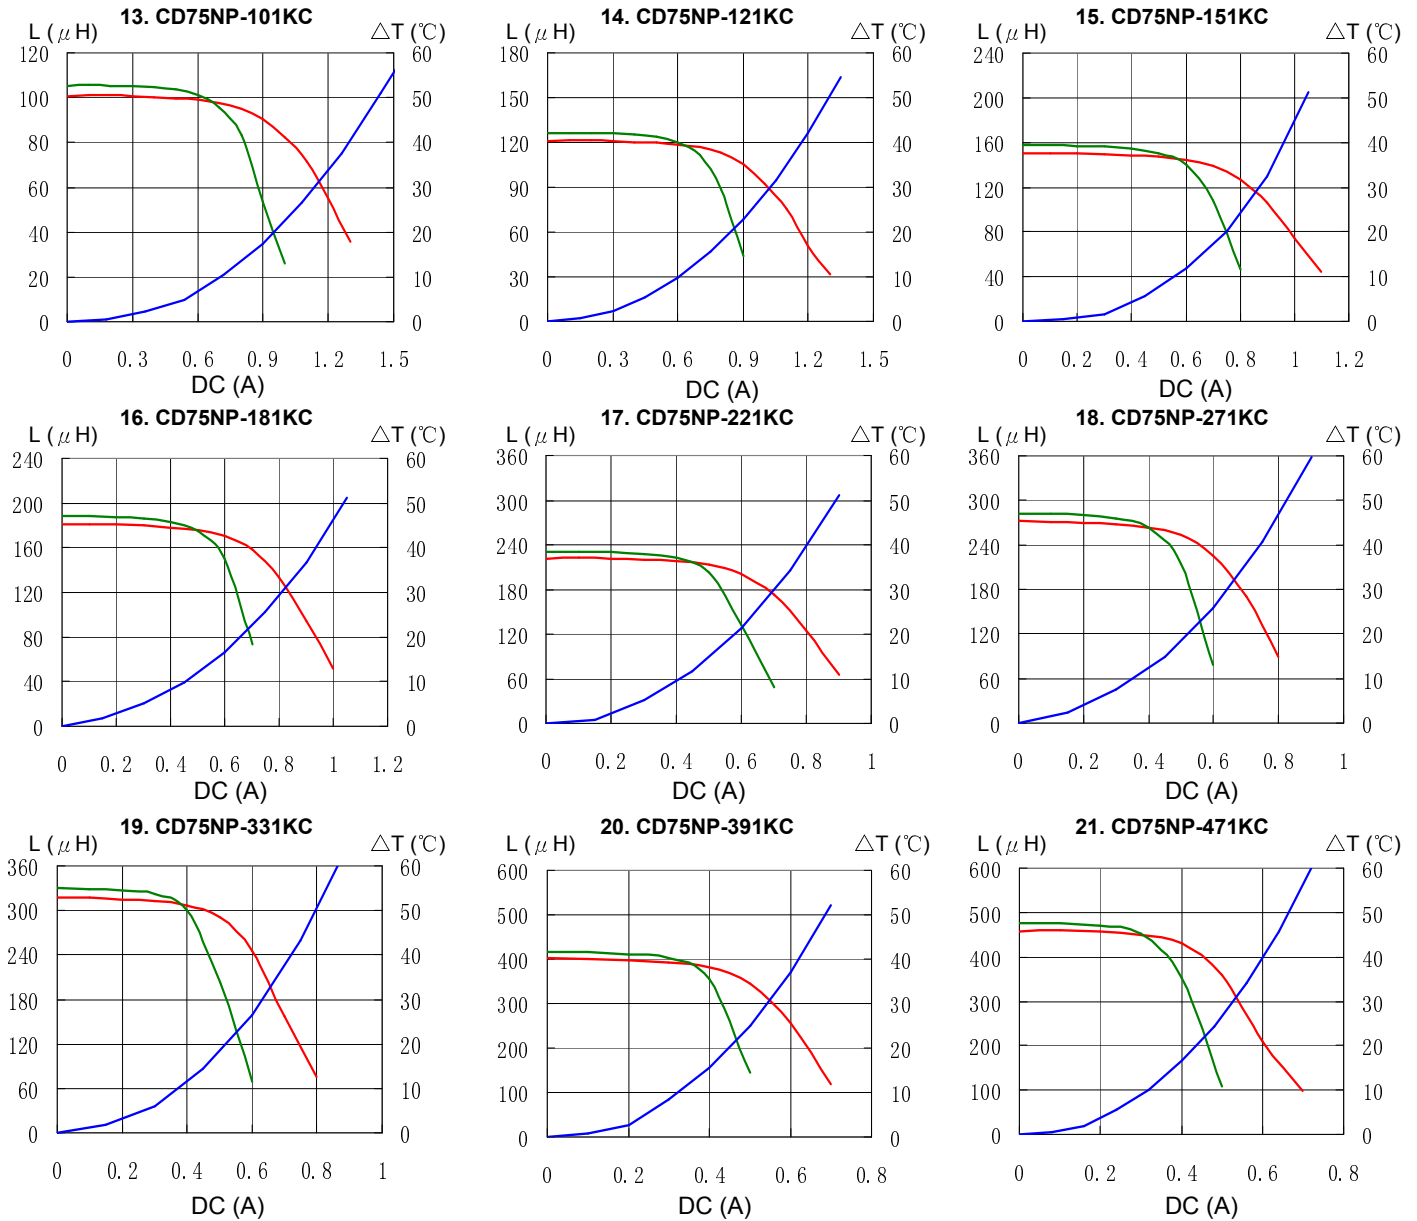 13. CD75NP-101KC
L ( μ H) △T (℃)
120 60
100 50
80 40
60 30
40 20
20 10
0 0
0 0.3 0.6 0.9 1.2 1.5
DC (A)
14. CD75NP-121KC
L ( μ H) △T (℃)
180 60
150 50
120 40
90 30
60 20
30 10
0 0
0 0.3 0.6 0.9 1.2 1.5
DC (A)
15. CD75NP-151KC
L ( μ H) △T (℃)
240 60
200 50
160 40
120 30
80 20
40 10
0 0
0 0.2 0.4 0.6 0.8 1 1.2
DC (A)
16. CD75NP-181KC
L ( μ H) △T (℃)
240 60
200 50
160 40
120 30
80 20
40 10
0 0
0 0.2 0.4 0.6 0.8 1 1.2
DC (A)
17. CD75NP-221KC
L ( μ H) △T (℃)
360 60
300 50
240 40
180 30
120 20
60 10
0 0
0 0.2 0.4 0.6 0.8 1
DC (A)
18. CD75NP-271KC
L ( μ H) △T (℃)
360 60
300 50
240 40
180 30
120 20
60 10
0 0
0 0.2 0.4 0.6 0.8 1
DC (A)
19. CD75NP-331KC
L ( μ H) △T (℃)
360 60
300 50
240 40
180 30
120 20
60 10
0 0
0 0.2 0.4 0.6 0.8 1
DC (A)
20. CD75NP-391KC
L ( μ H) △T (℃)
600 60
500 50
400 40
300 30
200 20
100 10
0 0
0 0.2 0.4 0.6 0.8
DC (A)
21. CD75NP-471KC
L ( μ H) △T (℃)
600 60
500 50
400 40
300 30
200 20
100 10
0 0
0 0.2 0.4 0.6 0.8
DC (A)